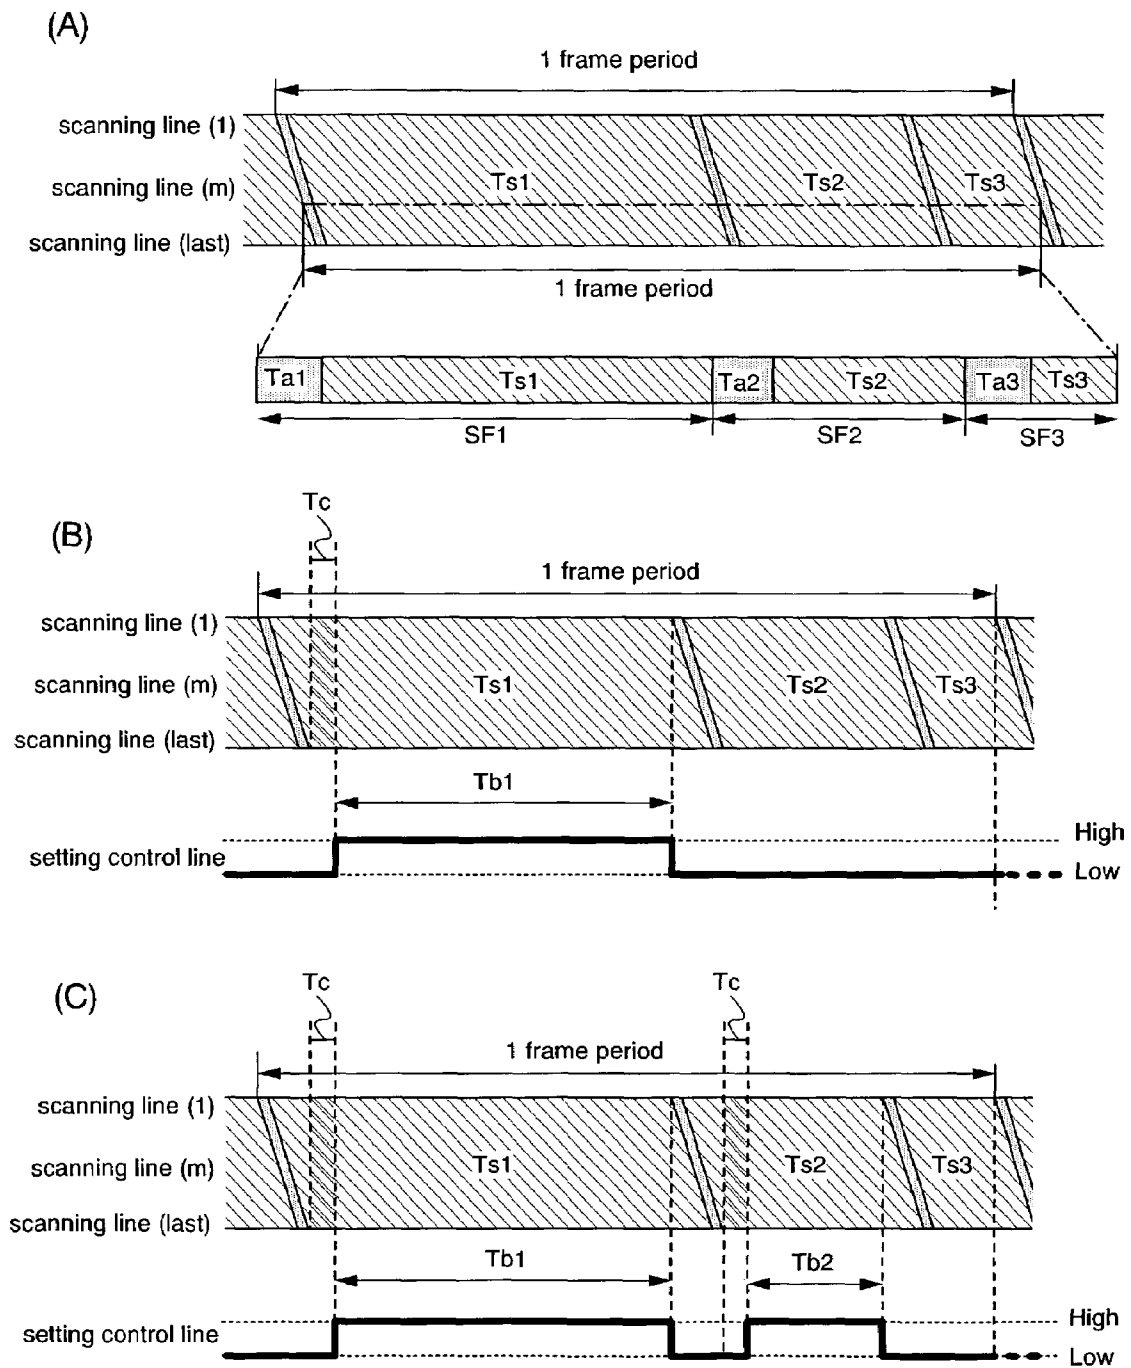 (A)
1 frame period
scanning line (1)
scanning line (m)
Ts1 Ts2 Ts3
scanning line (last)
1 frame period
Ta1 Ts1 Ta2 Ts2 Ta3 Ts3
SF1 SF2 SF3
Tc
(B)
1 frame period
scanning line (1)
scanning line (m)
Ts1 Ts2 Ts3
scanning line (last)
Tb1
High
setting control line
Low
Tc Tc
(C)
1 frame period
scanning line (1)
scanning line (m)
Ts1 Ts2 Ts3
scanning line (last)
Tb1 Tb2
High
setting control line
Low